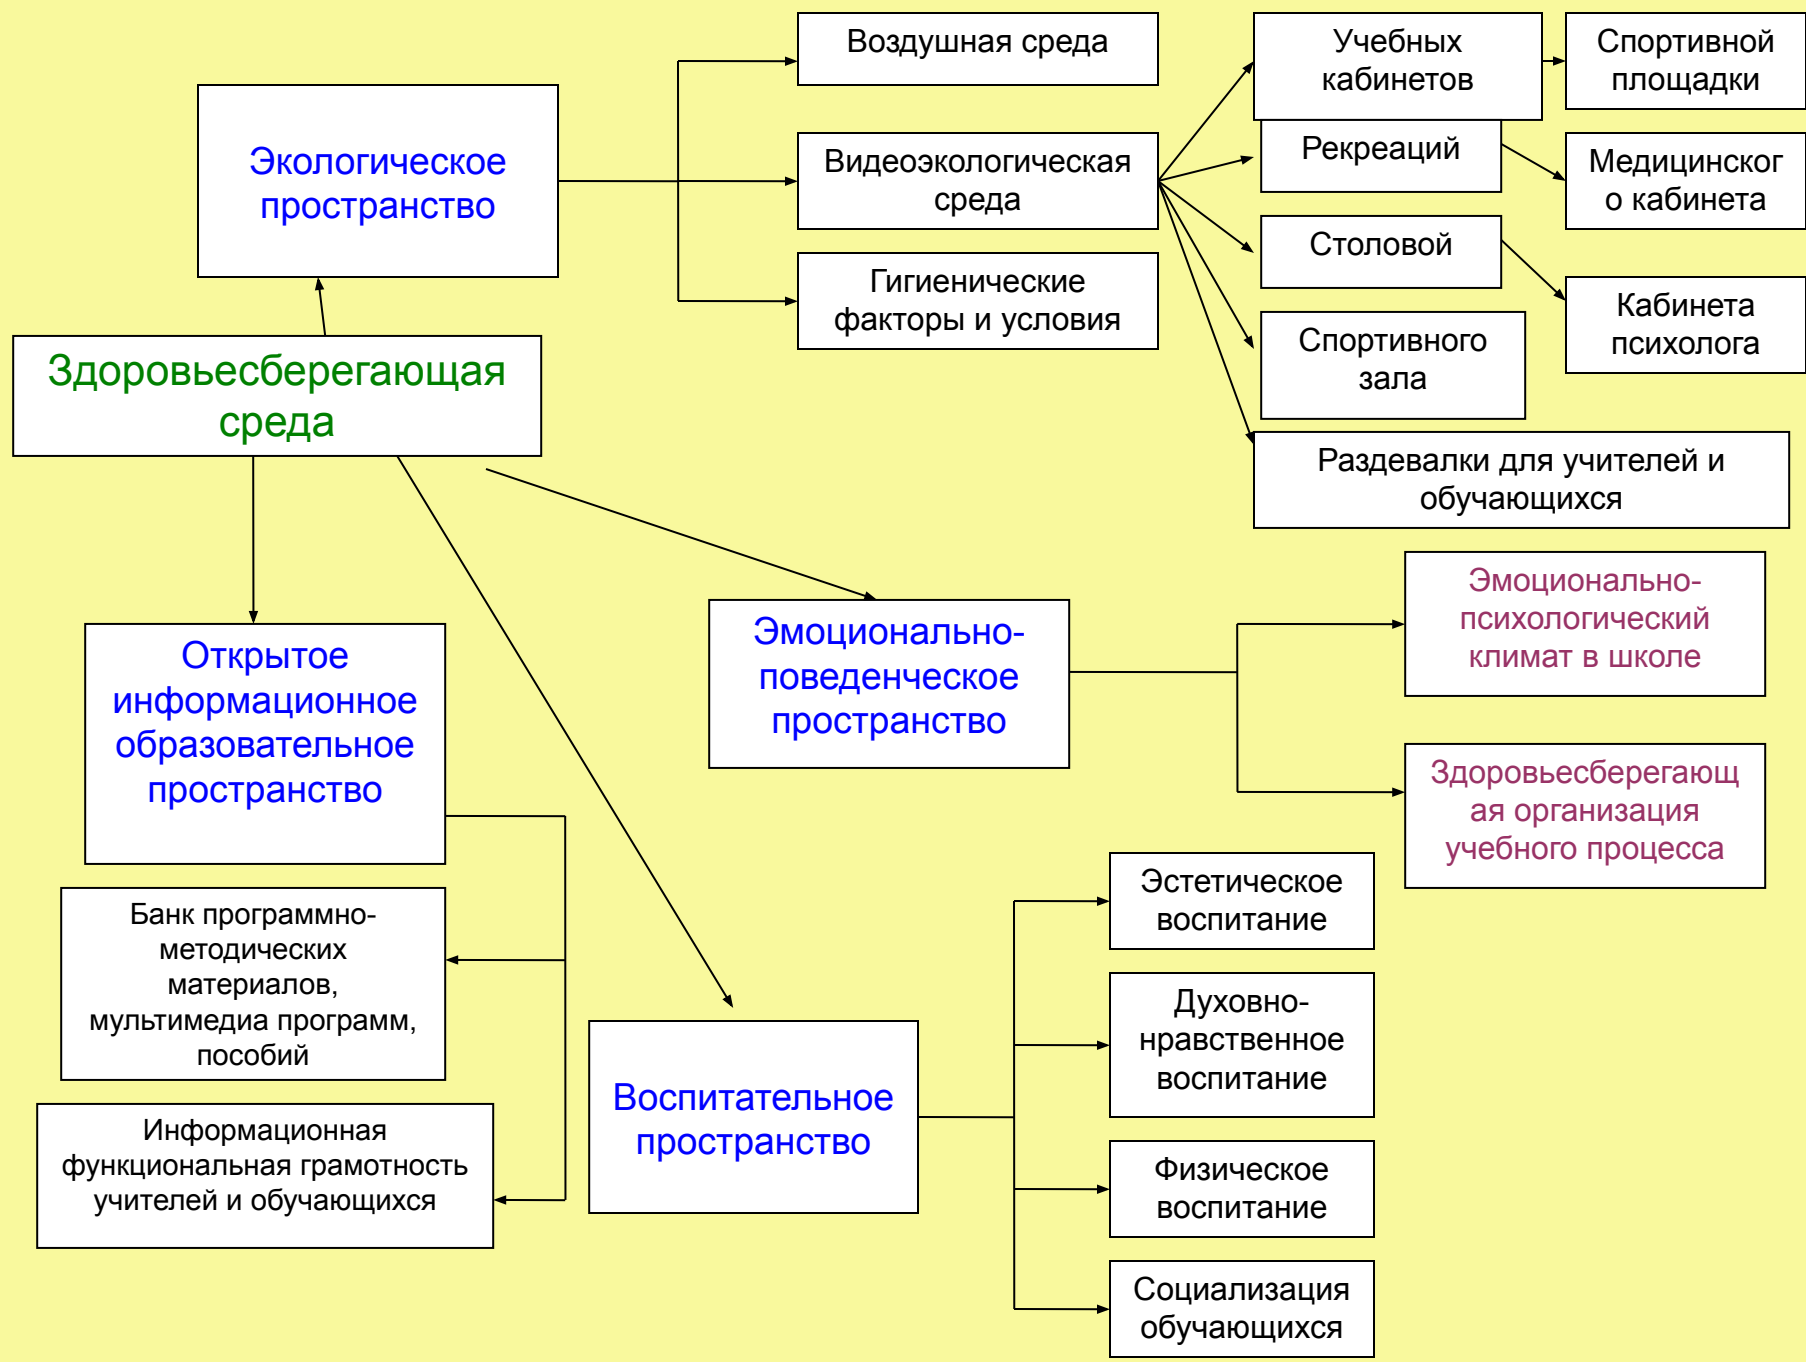 Воздушная среда
Учебных
кабинетов
Спортивной
площадки
Экологическое
пространство
Видеоэкологическая
среда
Рекреаций
Медицинског
о кабинета
Столовой
Гигиенические
факторы и условия
Кабинета
психолога
Спортивного
зала
Здоровьесберегающая
среда
Раздевалки для учителей и
обучающихся
Открытое
информационное
образовательное
пространство
Эмоционально-
поведенческое
пространство
Эмоционально-
психологический
климат в школе
Здоровьесберегающ
ая организация
учебного процесса
Банк программно-
методических
материалов,
мультимедиа программ,
пособий
Информационная
функциональная грамотность
учителей и обучающихся
Воспитательное
пространство
Эстетическое
воспитание
Духовно-
нравственное
воспитание
Физическое
воспитание
Социализация
обучающихся